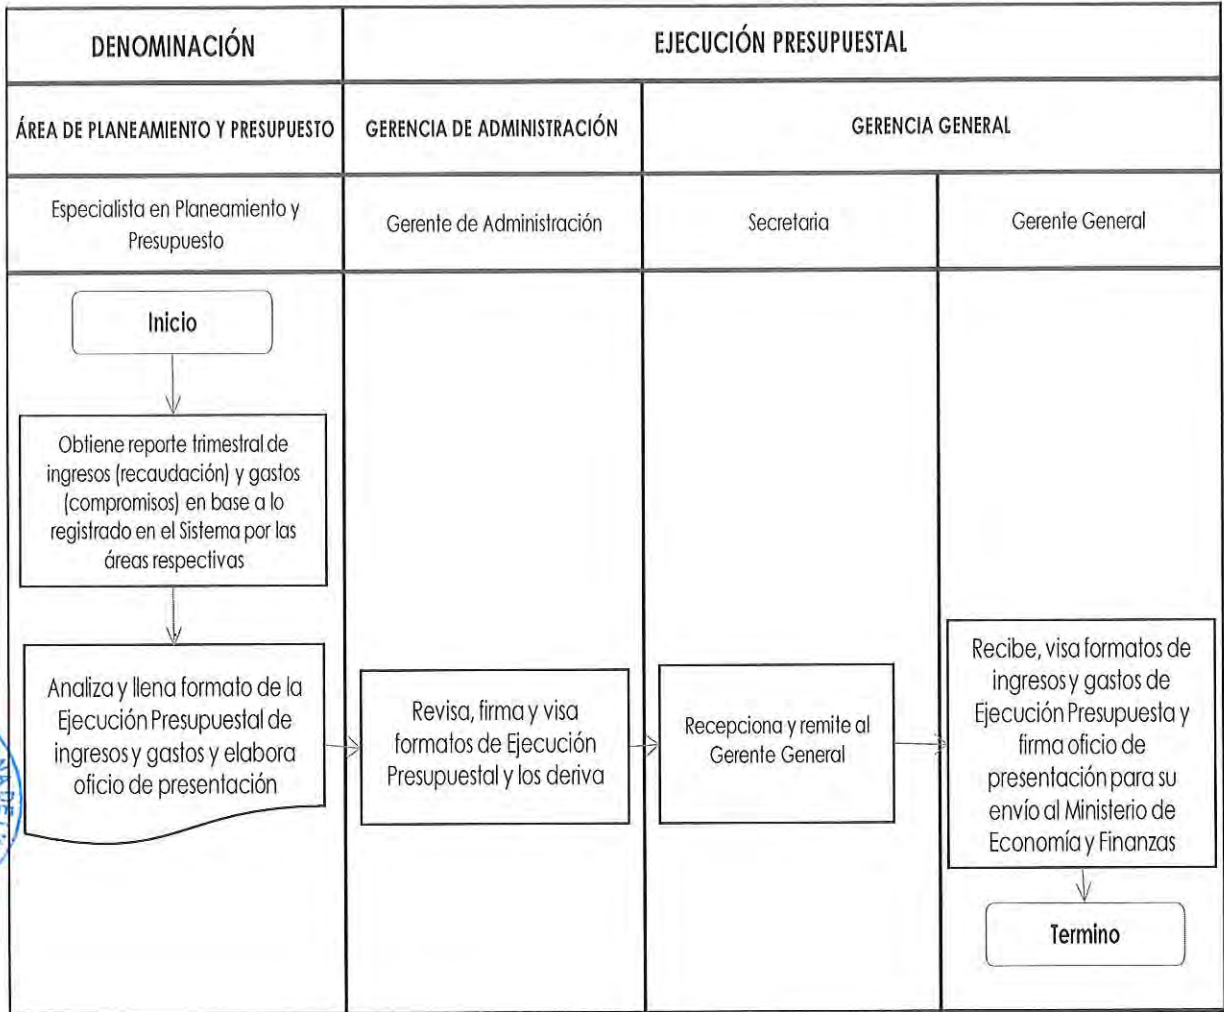 DENOMINACIÓN
EJECUCIÓN PRESUPUESTAL
ÁREA DE PLANEAMIENTO Y PRESUPUESTO
GERENCIA DE ADMINISTRACIÓN
GERENCIA GENERAL
Especialista en Planeamiento y
Presupuesto
Gerente de Administración
Secretaria
Gerente General
Inicio
Obtiene reporte trimestral de
ingresos (recaudación) y gastos
(compromisos) en base a lo
registrado en el Sistema por las
áreas respectivas
Analiza y llena formato de la
Ejecución Presupuestal de
ingresos y gastos y elabora
oficio de presentación
Revisa, firma y visa
formatos de Ejecución
Presupuestal y los deriva
Recepciona y remite al
Gerente General
Recibe, visa formatos de
ingresos y gastos de
Ejecución Presupuesta y
firma oficio de
presentación para su
envío al Ministerio de
Economía y Finanzas
Termino